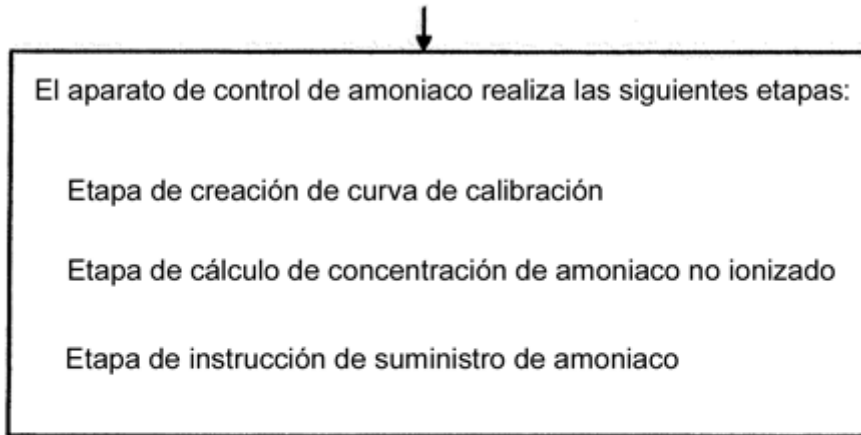 El aparato de control de amoniaco realiza las siguientes etapas:
Etapa de creación de curva de calibración
Etapa de cálculo de concentración de amoniaco no ionizado
Etapa de instrucción de suministro de amoniaco